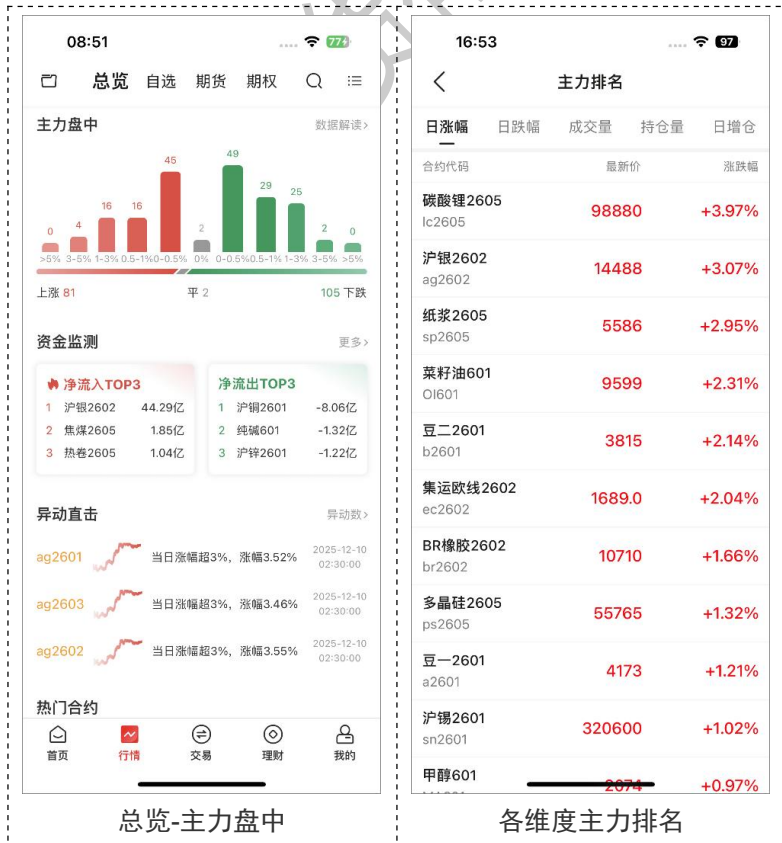 08:51
77
总览 自选 期货 期权
主力盘中 数据解读>
0 4 16 16 45 2 49 29 25 2 0
>5% 3-5% 1-3% 0.5-1% 0-0.5% 0% 0-0.5% 0.5-1% 1-3% 3-5% >5%
上涨 81 平 2 105 下跌
资金监测 更多>
净流入TOP3
1 沪银2602 44.29亿
2 焦煤2605 1.85亿
3 热卷2605 1.04亿
净流出TOP3
1 沪铜2601 -8.06亿
2 纯碱601 -1.32亿
3 沪锌2601 -1.22亿
异动直击 异动数>
ag2601 当日涨幅超3%, 涨幅3.52% 2025-12-10
02:30:00
ag2603 当日涨幅超3%, 涨幅3.46% 2025-12-10
02:30:00
ag2602 当日涨幅超3%, 涨幅3.55% 2025-12-10
02:30:00
热门合约
首页 行情 交易 理财 我的
总览-主力盘中
16:53
97
主力排名
日涨幅 日跌幅 成交量 持仓量 日增仓
合约代码 最新价 涨跌幅
碳酸锂2605
lc2605
98880 +3.97%
沪银2602
ag2602
14488 +3.07%
纸浆2605
sp2605
5586 +2.95%
菜籽油601
OI601
9599 +2.31%
豆二2601
b2601
3815 +2.14%
集运欧线2602
ec2602
1689.0 +2.04%
BR橡胶2602
br2602
10710 +1.66%
多晶硅2605
ps2605
55765 +1.32%
豆一2601
a2601
4173 +1.21%
沪锡2601
sn2601
320600 +1.02%
甲醇601
2074 +0.97%
各维度主力排名